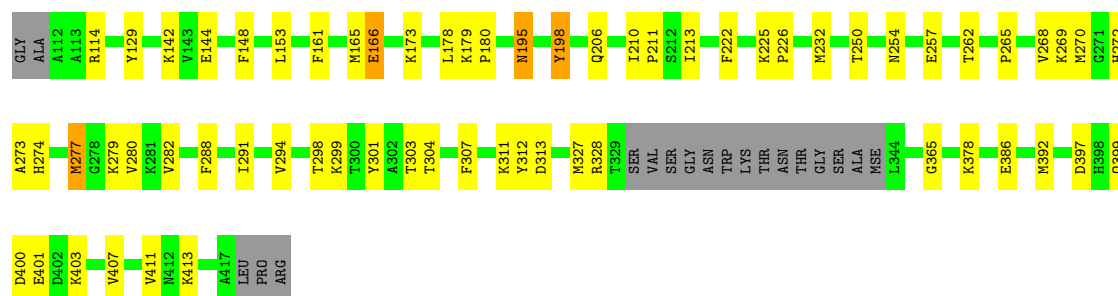 GLY ALA A112 A113 R114 Y129 K142 V143 E144 F148 L153 F161 M165 E166 K173 L178 K179 P180 N195 Y198 Q206 I210 P211 S212 I213 F222 K225 P226 M232 T250 N254 E257 T262 P265 V268 K269 M270 G271 H272
A273 H274 M277 G278 K279 V280 K281 V282 F288 I291 V294 T298 K299 T300 Y301 A302 T303 T304 F307 K311 Y312 D313 M327 R328 T329 SER VAL SER GLY ASN TRP LYS THR ASN THR THR GLY SER ALA MSE L344 G365 K378 E386 M392 D397 H398 Q399
D400 E401 D402 K403 V407 V411 N412 K413 A417 LEU PRO ARG